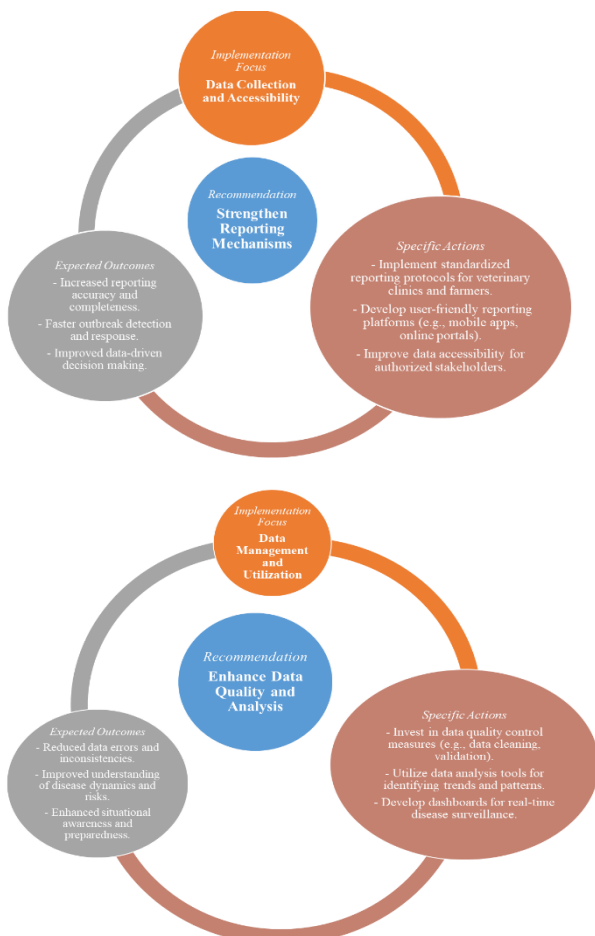 Implementation
Focus
Data Collection
and Accessibility
Recommendation
Strengthen
Reporting
Mechanisms
Specific Actions
- Implement standardized
reporting protocols for veterinary
clinics and farmers.
- Develop user-friendly reporting
platforms (e.g., mobile apps,
online portals).
- Improve data accessibility for
authorized stakeholders.
Expected Outcomes
- Increased reporting
accuracy and
completeness.
- Faster outbreak detection
and response.
- Improved data-driven
decision making.
Implementation
Focus
Data
Management
and
Utilization
Recommendation
Enhance Data
Quality and
Analysis
Specific Actions
- Invest in data quality control
measures (e.g., data cleaning,
validation).
- Utilize data analysis tools for
identifying trends and patterns.
- Develop dashboards for real-time
disease surveillance.
Expected Outcomes
- Reduced data errors and
inconsistencies.
- Improved understanding
of disease dynamics and
risks.
- Enhanced situational
awareness and
preparedness.